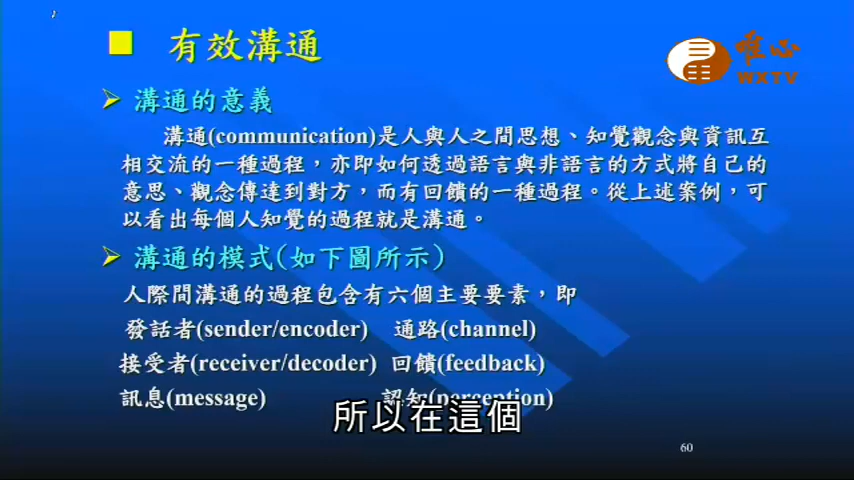 有效溝通
唯心
WXTV
溝通的意義
溝通(communication)是人與人之間思想、知覺觀念與資訊互
相交流的一種過程，亦即如何透過語言與非語言的方式將自己的
意思、觀念傳達到對方，而有回饋的一種過程。從上述案例，可
以看出每個人知覺的過程就是溝通。
溝通的模式(如下圖所示)
人際間溝通的過程包含有六個主要要素，即
發話者(sender/encoder) 通路(channel)
接受者(receiver/decoder) 回饋(feedback)
訊息(message) 認知(perception)
所以在這個
60